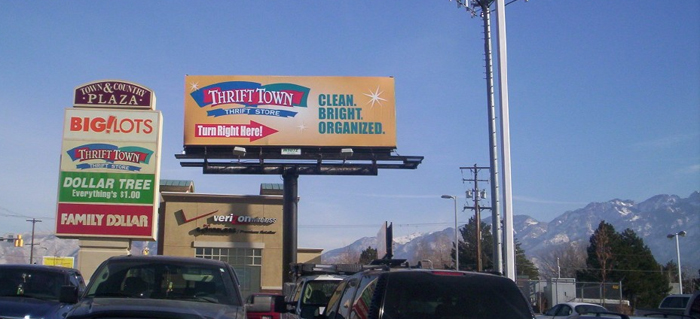 TOWN & COUNTRY
PLAZA
BIG!LOTS
THRIFT TOWN
THRIFT STORE
DOLLAR TREE
Everything's $1.00
FAMILY DOLLAR
THRIFT TOWN
THRIFT STORE
Turn Right Here!
CLEAN.
BRIGHT.
ORGANIZED.
verizon